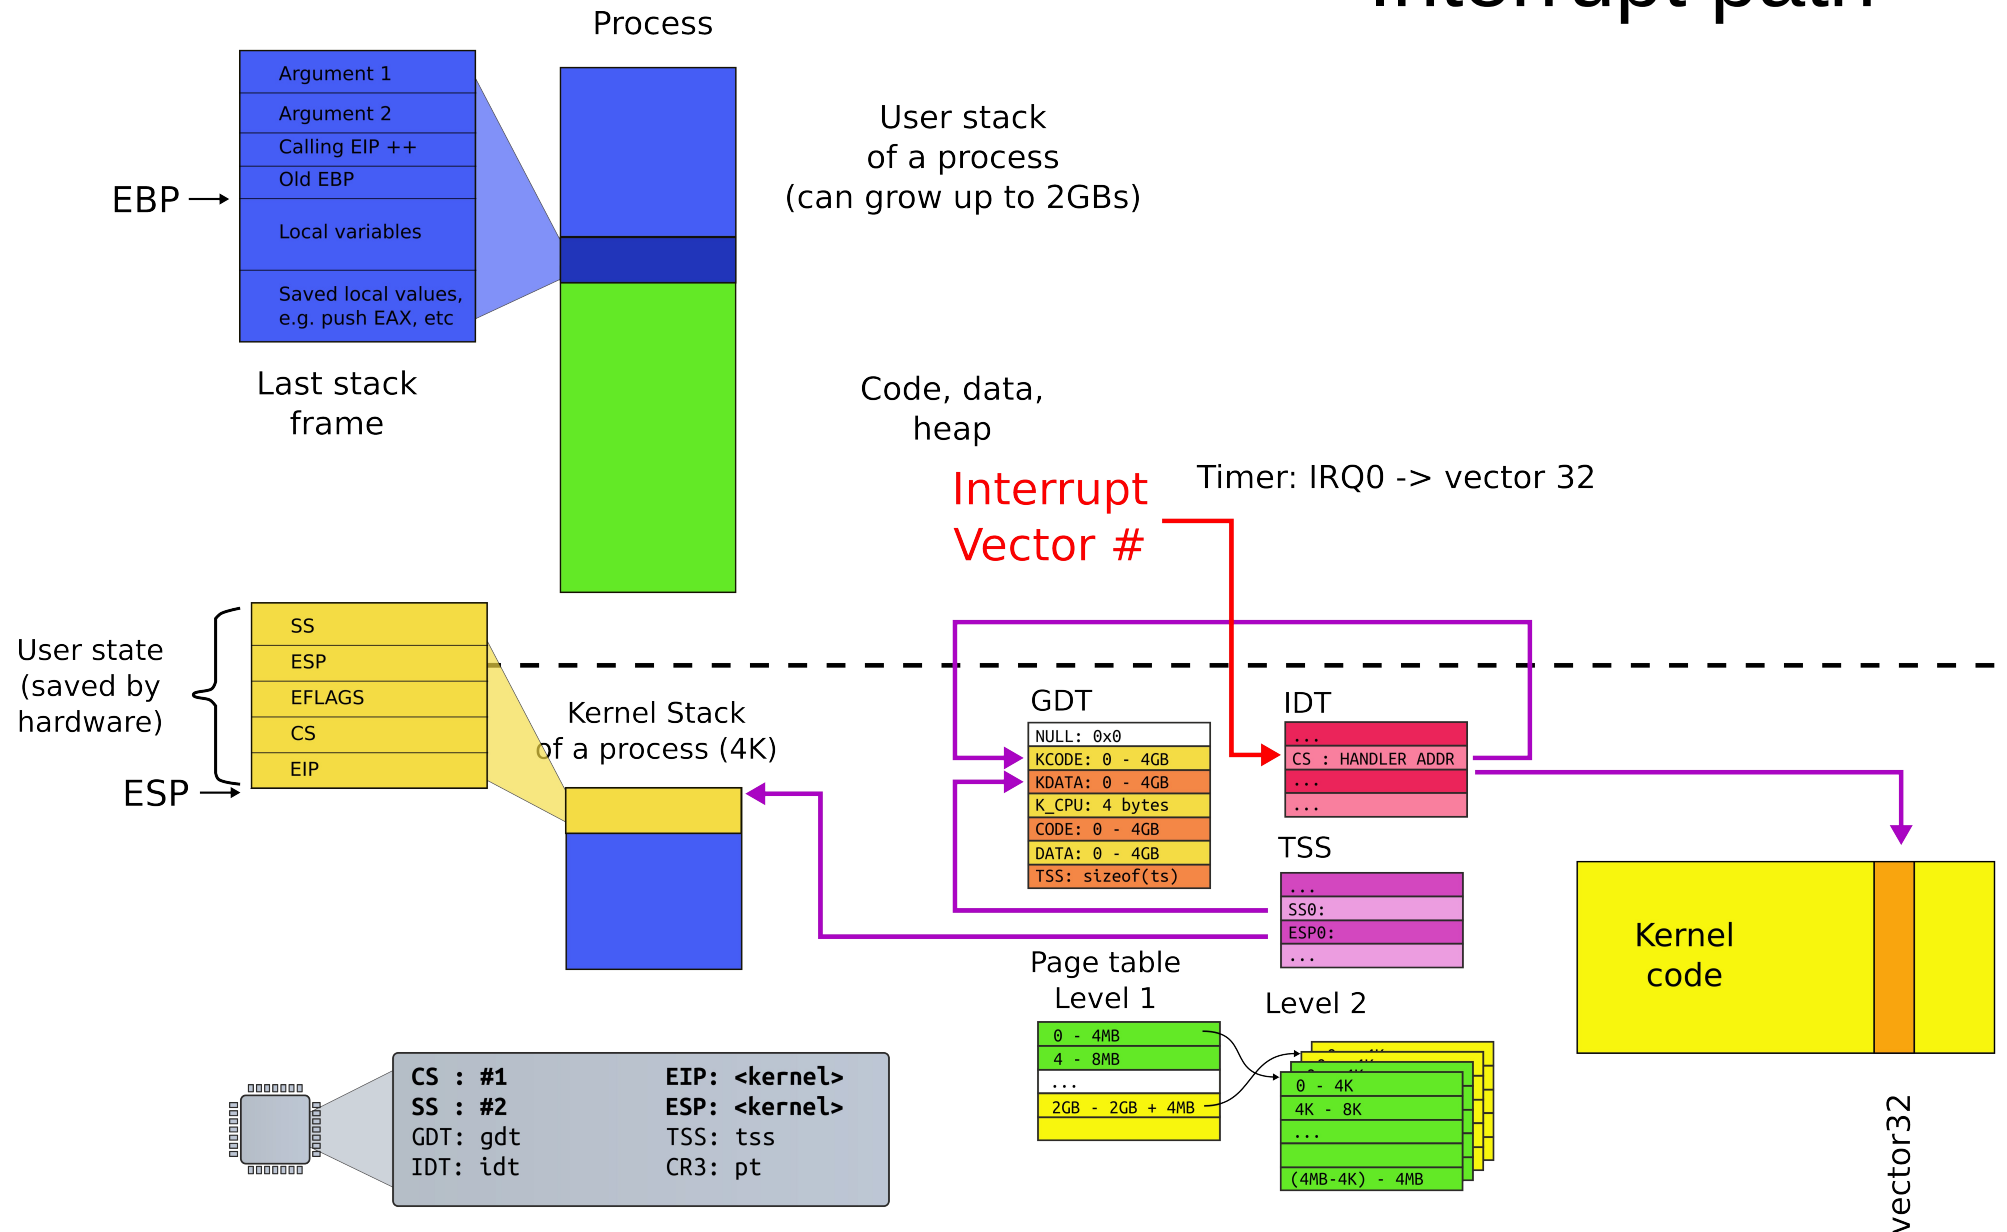 Interrupt path
Process
Argument 1
Argument 2
Calling EIP ++
Old EBP
EBP
Local variables
Saved local values,
e.g. push EAX, etc
Last stack
frame
User stack
of a process
(can grow up to 2GBs)
Code, data,
heap
Interrupt
Vector #
Timer: IRQ0 -> vector 32
User state
(saved by
hardware)
SS
ESP
EFLAGS
CS
EIP
ESP
Kernel Stack
of a process (4K)
GDT
NULL: 0x0
KCODE: 0 - 4GB
KDATA: 0 - 4GB
K_CPU: 4 bytes
CODE: 0 - 4GB
DATA: 0 - 4GB
TSS: sizeof(ts)
IDT
...
CS : HANDLER ADDR
...
...
TSS
...
SS0:
ESP0:
...
Kernel
code
vector32
Page table
Level 1
0 - 4MB
4 - 8MB
...
2GB - 2GB + 4MB
Level 2
0 - 4K
4K - 8K
...
(4MB-4K) - 4MB
CS : #1 EIP: <kernel>
SS : #2 ESP: <kernel>
GDT: gdt TSS: tss
IDT: idt CR3: pt